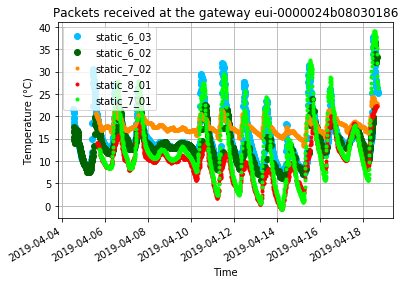 Packets received at the gateway eui-0000024b08030186
40
35
30
25
20
15
10
5
0
Temperature (°C)
static_6_03
static_6_02
static_7_02
static_8_01
static_7_01
2019-04-04
2019-04-06
2019-04-08
2019-04-10
2019-04-12
2019-04-14
2019-04-16
2019-04-18
Time